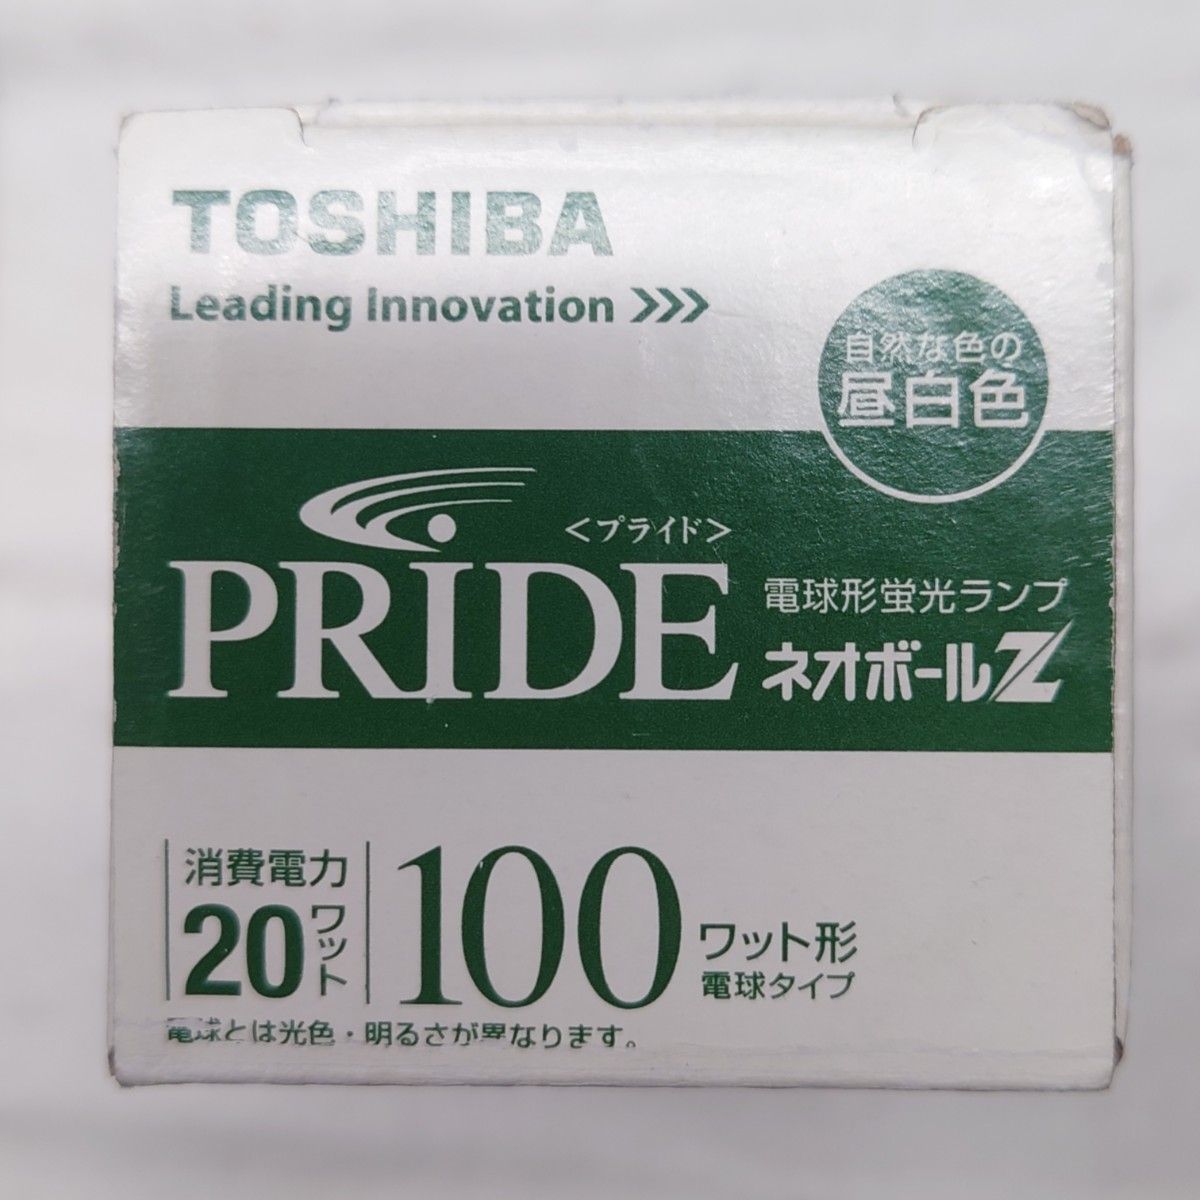 TOSHIBA
Leading Innovation >>>
自然な色の
昼白色
<プライド>
PRIDE
電球形蛍光ランプ
ネオボールZ
消費電力
20ワット
100ワット形
電球タイプ
電球とは光色・明るさが異なります。